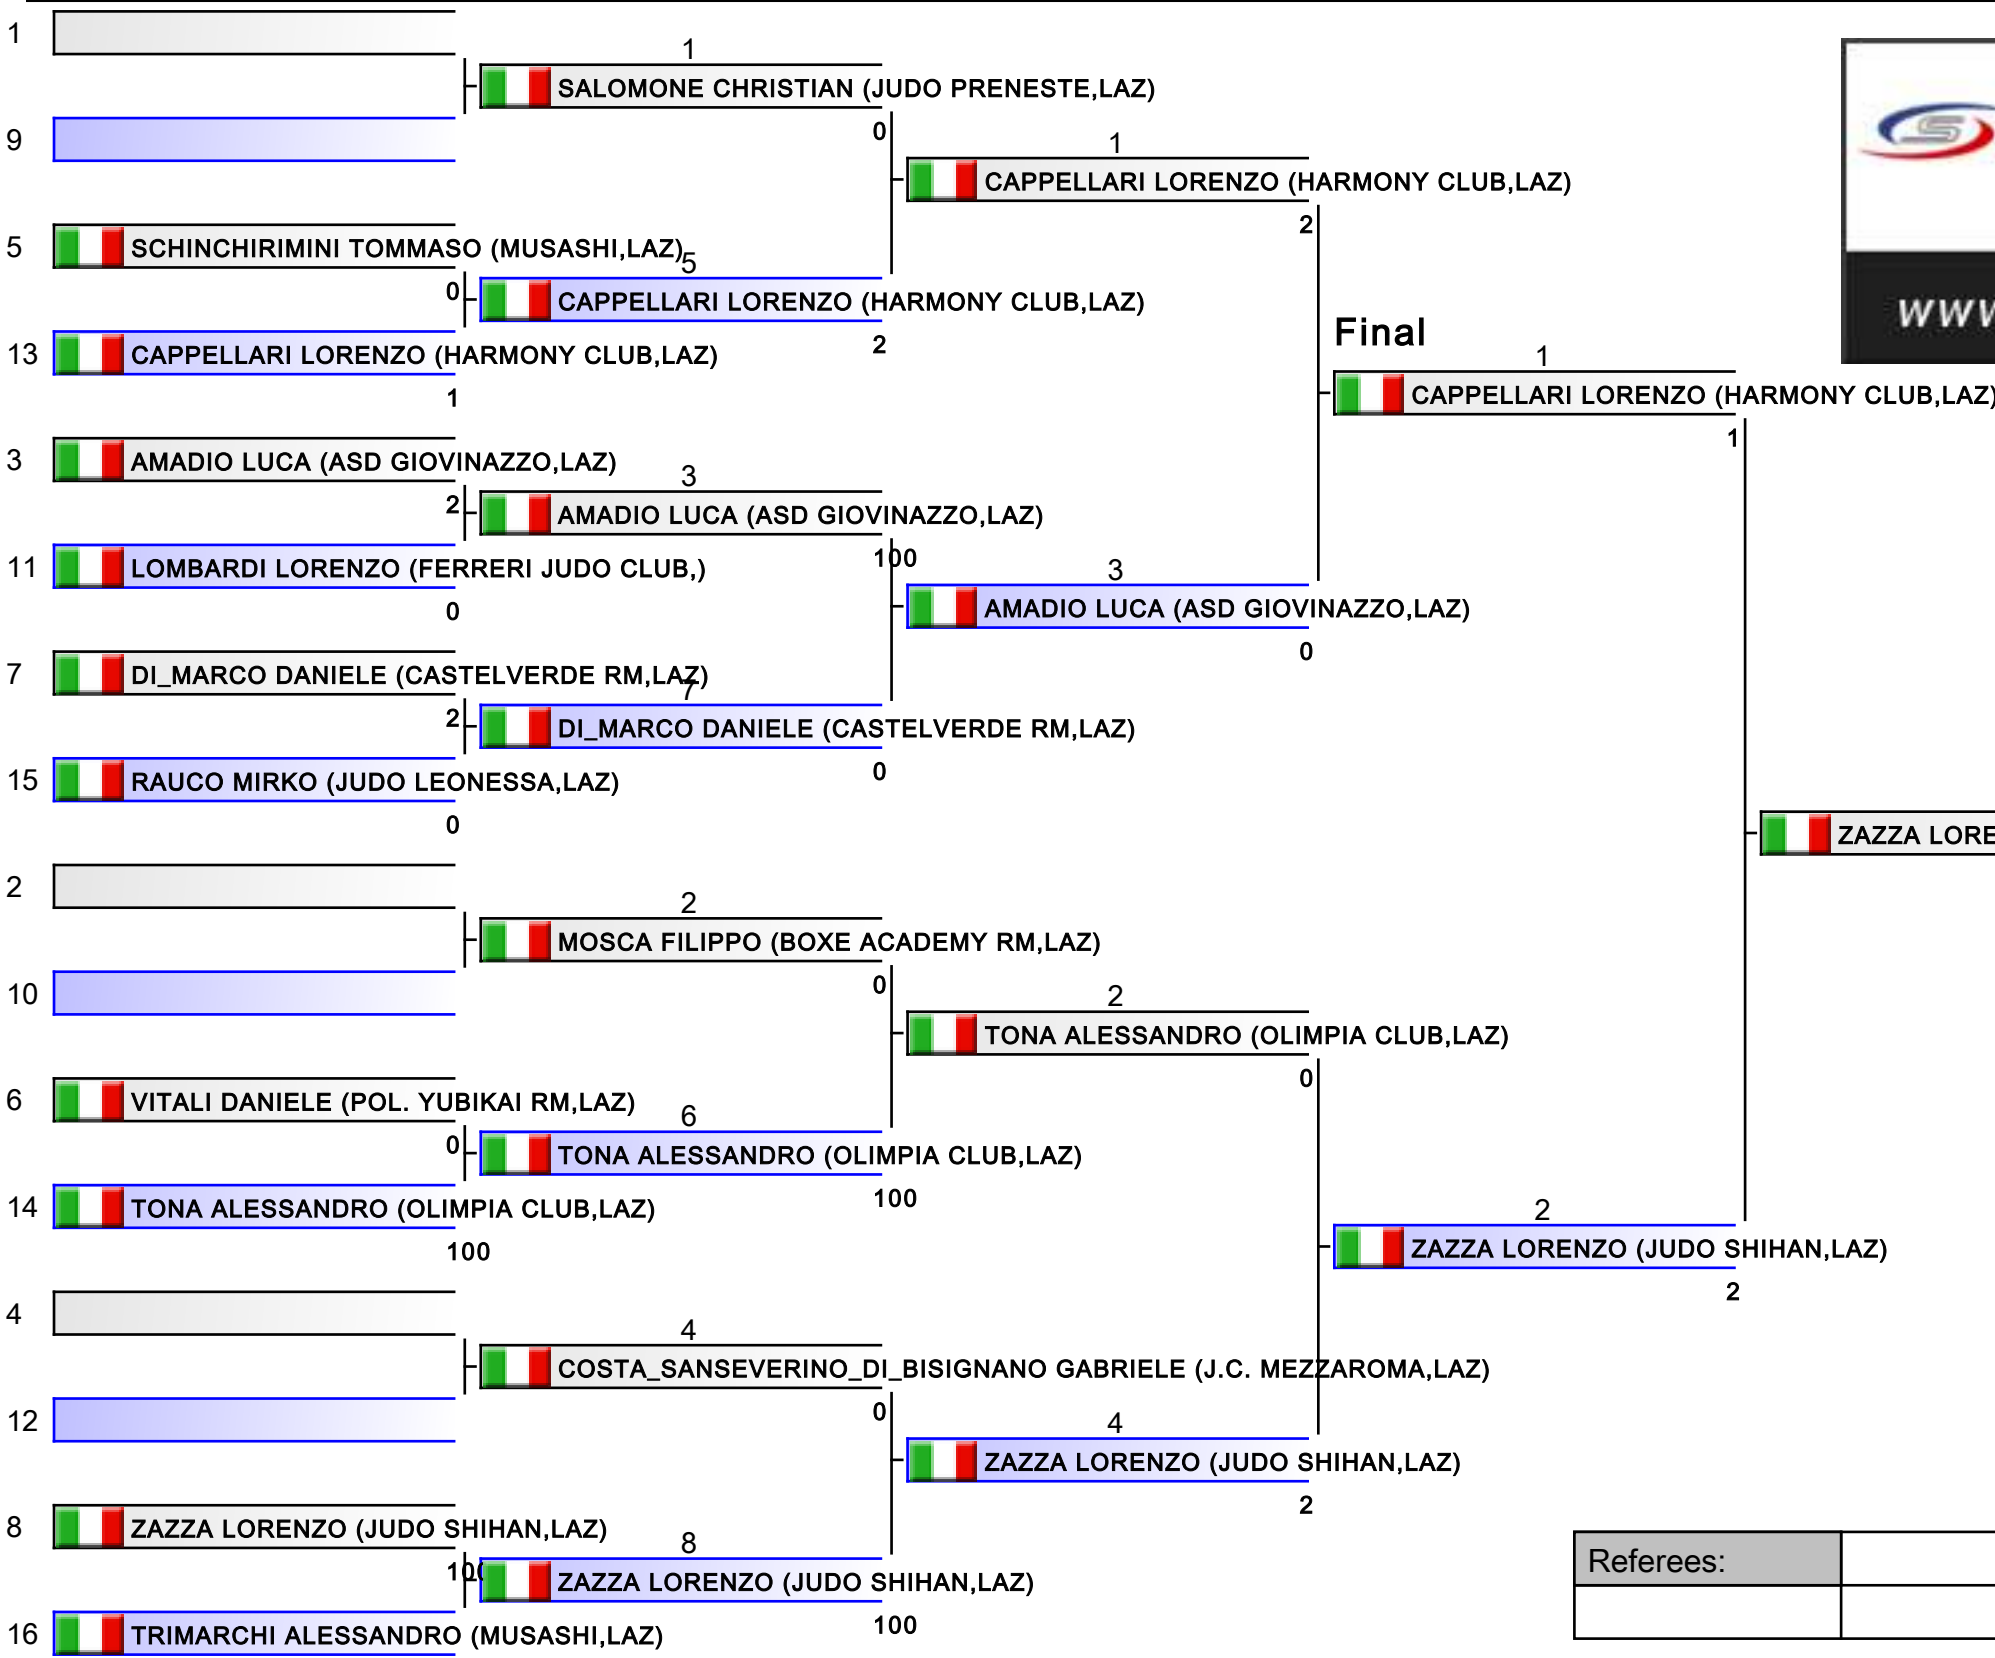 1
1
SALOMONE CHRISTIAN (JUDO PRENESTE,LAZ)
0
9
1
CAPPELLARI LORENZO (HARMONY CLUB,LAZ)
2
5
SCHINCHIRIMINI TOMMASO (MUSASHI,LAZ)
5
0
CAPPELLARI LORENZO (HARMONY CLUB,LAZ)
2
13
CAPPELLARI LORENZO (HARMONY CLUB,LAZ)
1
WWW
Final
1
CAPPELLARI LORENZO (HARMONY CLUB,LAZ)
1
3
AMADIO LUCA (ASD GIOVINAZZO,LAZ)
2
3
AMADIO LUCA (ASD GIOVINAZZO,LAZ)
100
11
LOMBARDI LORENZO (FERRERI JUDO CLUB,)
0
3
AMADIO LUCA (ASD GIOVINAZZO,LAZ)
0
7
DI_MARCO DANIELE (CASTELVERDE RM,LAZ)
2
7
DI_MARCO DANIELE (CASTELVERDE RM,LAZ)
0
15
RAUCO MIRKO (JUDO LEONESSA,LAZ)
0
ZAZZA LORE
2
2
MOSCA FILIPPO (BOXE ACADEMY RM,LAZ)
0
10
2
TONA ALESSANDRO (OLIMPIA CLUB,LAZ)
0
6
VITALI DANIELE (POL. YUBIKAI RM,LAZ)
0
6
TONA ALESSANDRO (OLIMPIA CLUB,LAZ)
100
14
TONA ALESSANDRO (OLIMPIA CLUB,LAZ)
100
2
ZAZZA LORENZO (JUDO SHIHAN,LAZ)
2
4
4
COSTA_SANSEVERINO_DI_BISIGNANO GABRIELE (J.C. MEZZAROMA,LAZ)
0
12
4
ZAZZA LORENZO (JUDO SHIHAN,LAZ)
2
8
ZAZZA LORENZO (JUDO SHIHAN,LAZ)
100
8
ZAZZA LORENZO (JUDO SHIHAN,LAZ)
100
16
TRIMARCHI ALESSANDRO (MUSASHI,LAZ)
Referees: